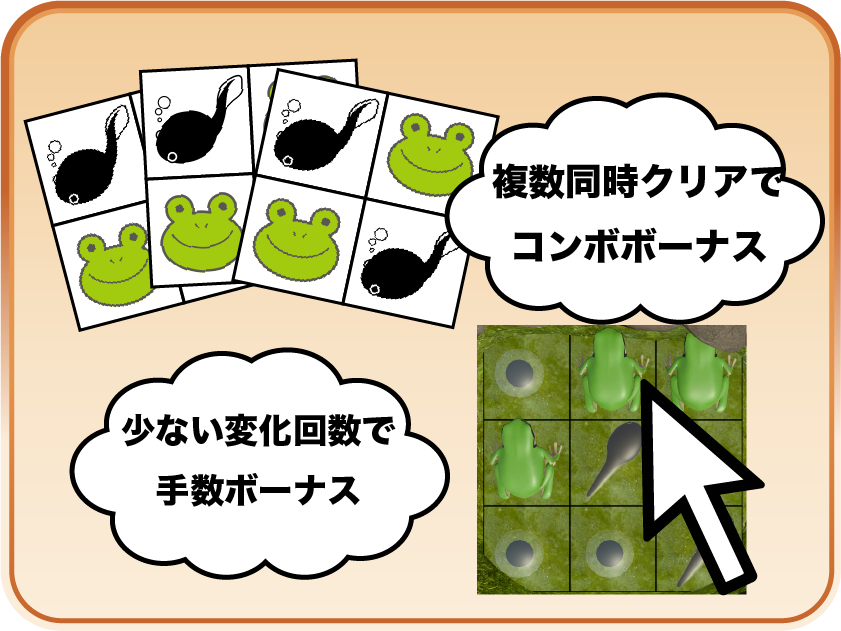 複数同時クリアで
コンボボーナス
少ない変化回数で
手数ボーナス